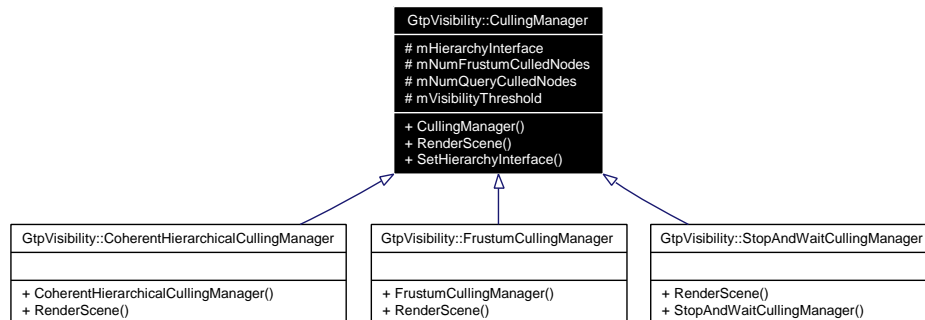 GtpVisibility::CullingManager
# mHierarchyInterface
# mNumFrustumCulledNodes
# mNumQueryCulledNodes
# mVisibilityThreshold
+ CullingManager()
+ RenderScene()
+ SetHierarchyInterface()
GtpVisibility::CoherentHierarchicalCullingManager
+ CoherentHierarchicalCullingManager()
+ RenderScene()
GtpVisibility::FrustumCullingManager
+ FrustumCullingManager()
+ RenderScene()
GtpVisibility::StopAndWaitCullingManager
+ RenderScene()
+ StopAndWaitCullingManager()